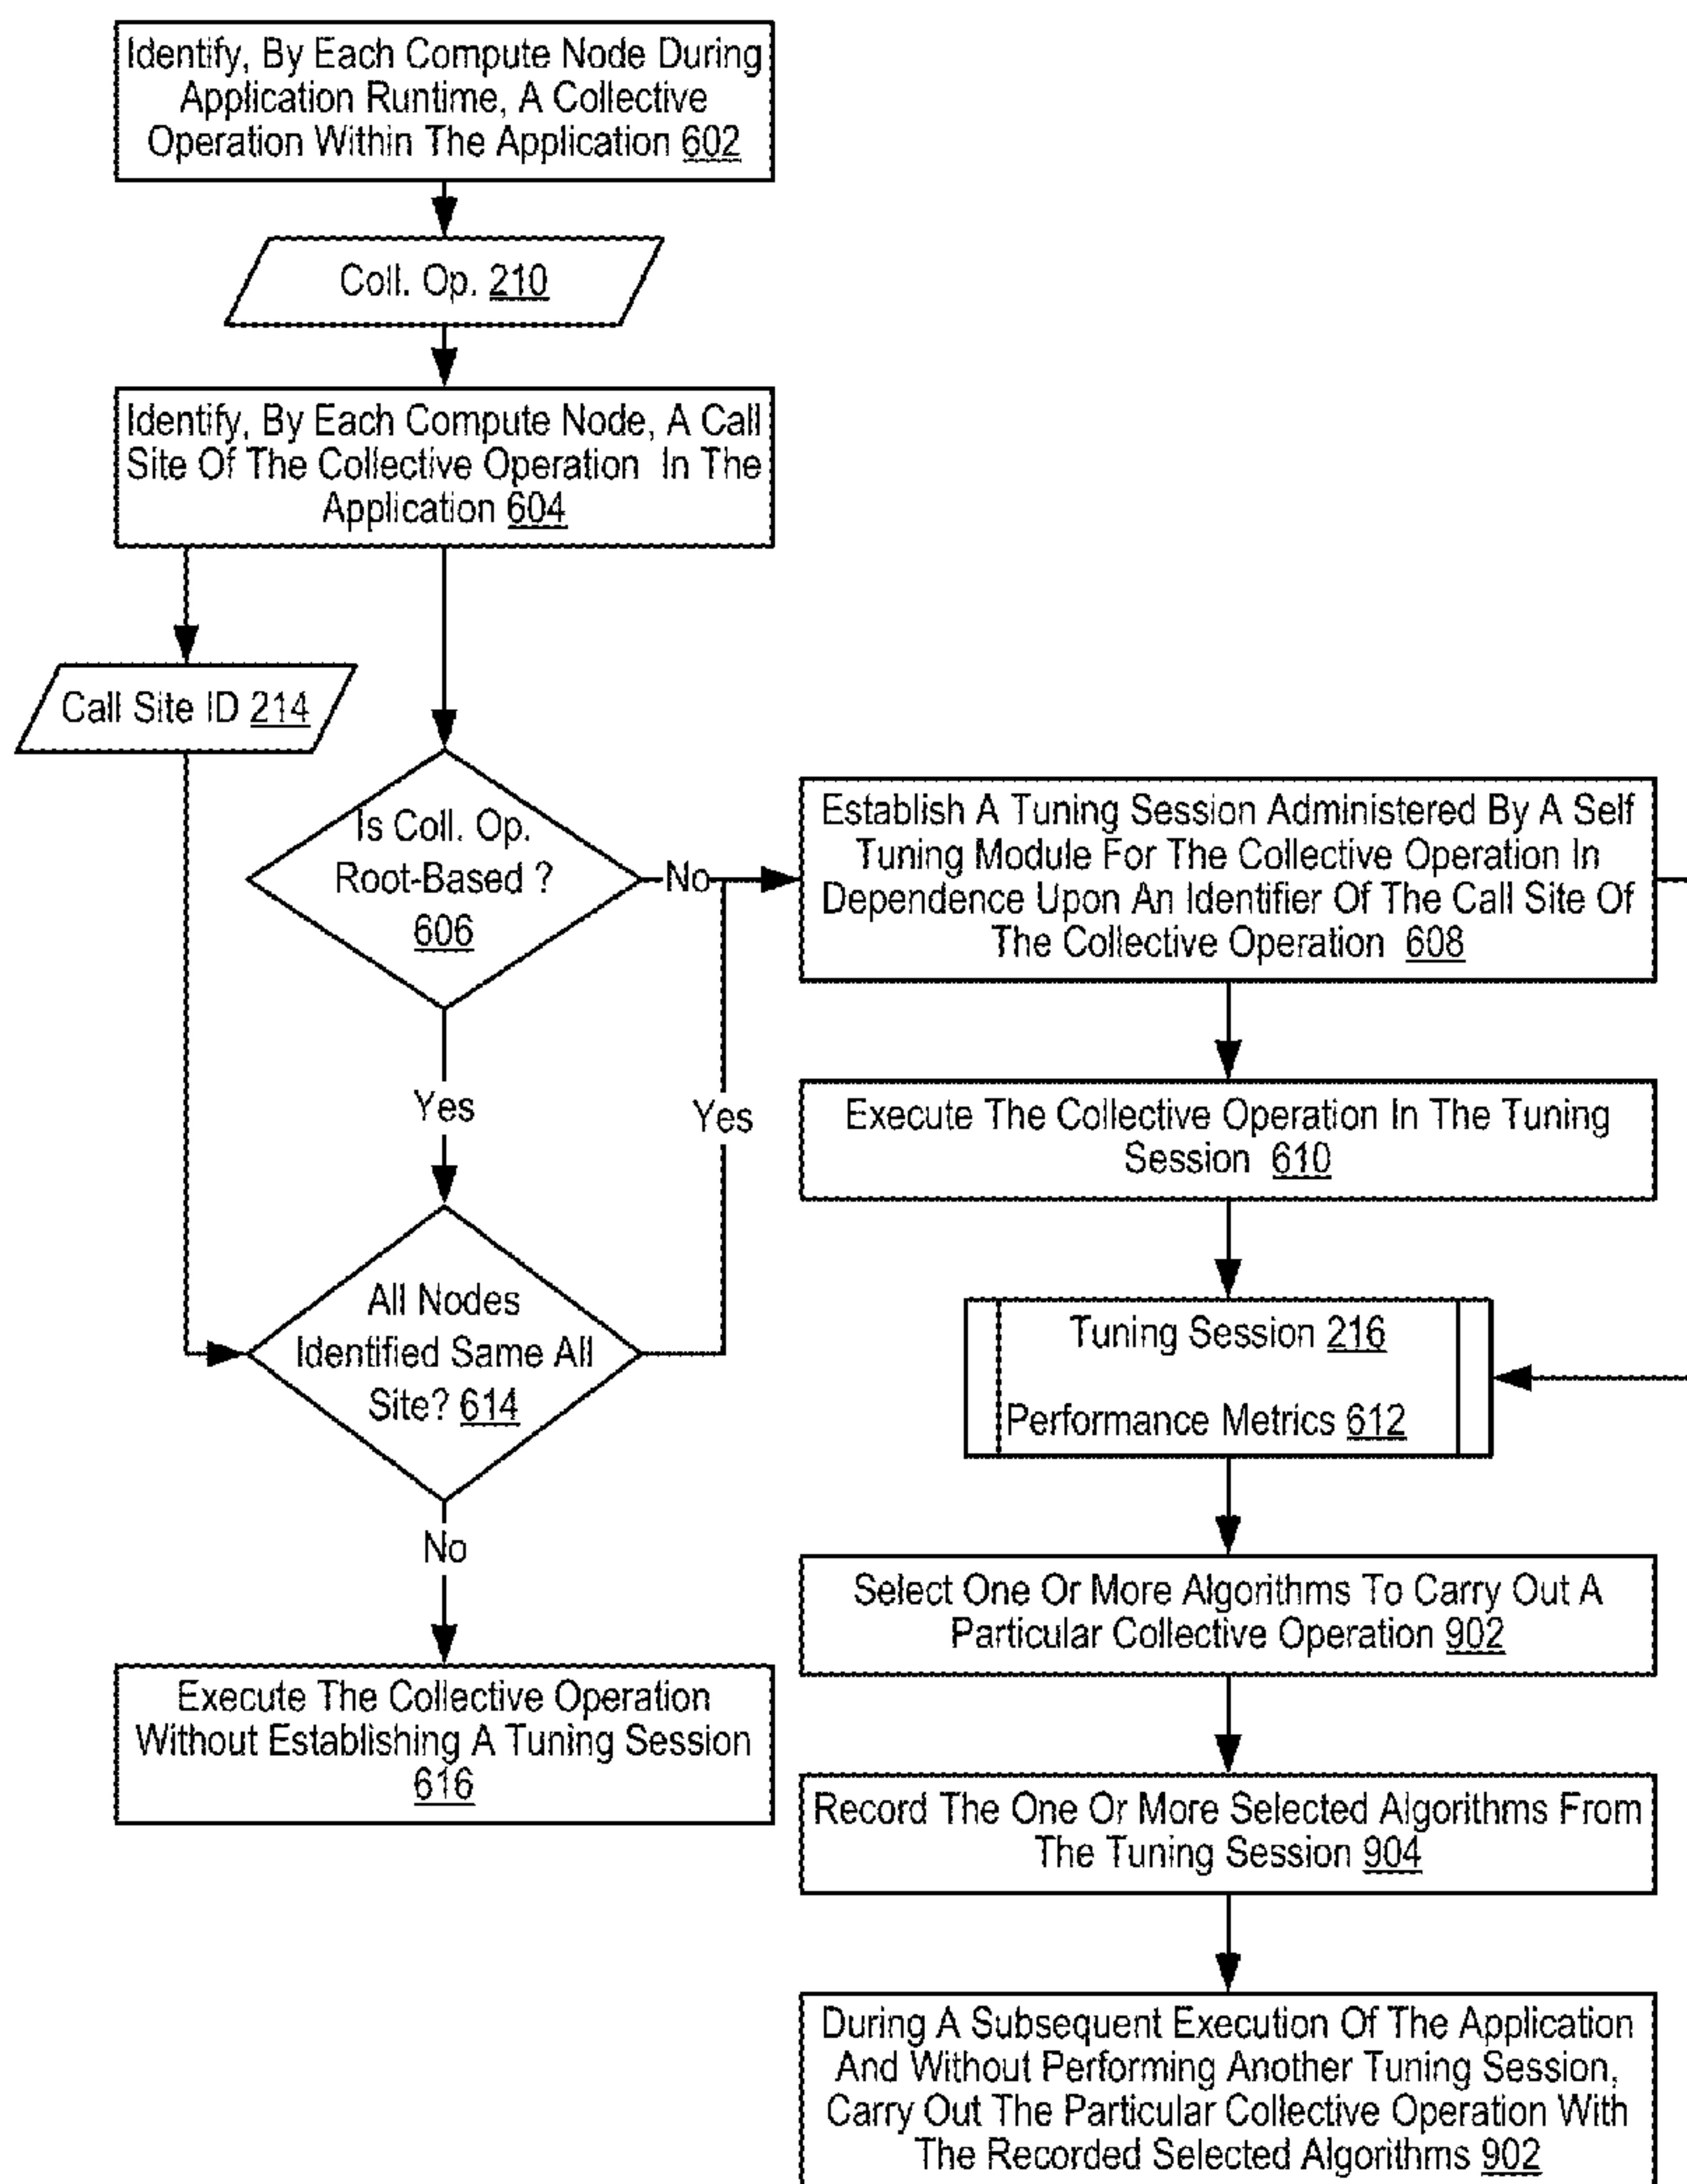 Identify, By Each Compute Node During
Application Runtime, A Collective
Operation Within The Application 602
Coll. Op. 210
Identify, By Each Compute Node, A Call
Site Of The Collective Operation In The
Application 604
Call Site ID 214
Is Coll. Op.
Root-Based ?
606
No
Yes
Yes
All Nodes
Identified Same All
Site? 614
No
Execute The Collective Operation
Without Establishing A Tuning Session
616
Establish A Tuning Session Administered By A Self
Tuning Module For The Collective Operation In
Dependence Upon An Identifier Of The Call Site Of
The Collective Operation 608
Execute The Collective Operation In The Tuning
Session 610
Tuning Session 216
Performance Metrics 612
Select One Or More Algorithms To Carry Out A
Particular Collective Operation 902
Record The One Or More Selected Algorithms From
The Tuning Session 904
During A Subsequent Execution Of The Application
And Without Performing Another Tuning Session,
Carry Out The Particular Collective Operation With
The Recorded Selected Algorithms 902